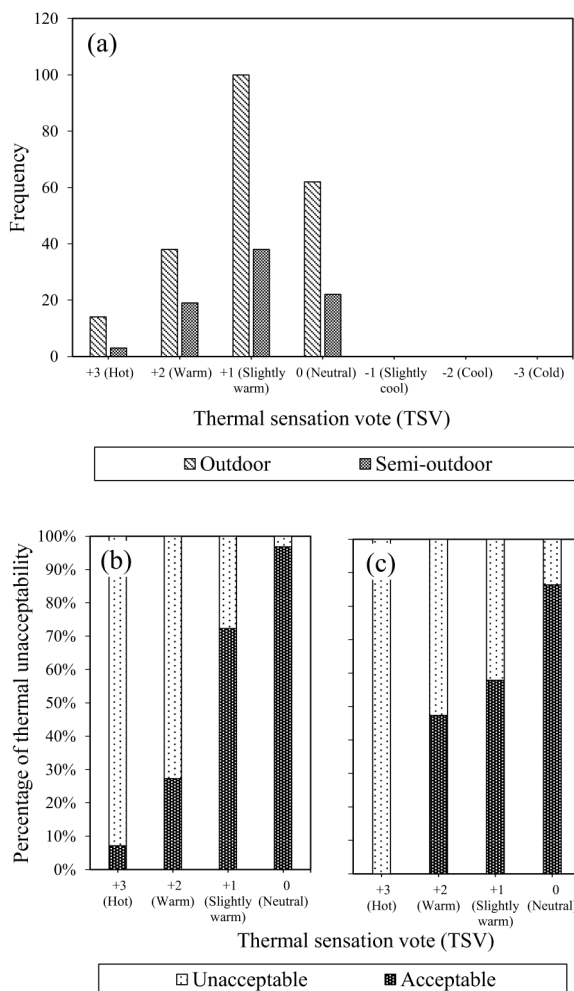 120
(a)
100
80
60
40
20
0
Frequency
+3 (Hot) +2 (Warm) +1 (Slightly warm) 0 (Neutral) -1 (Slightly cool) -2 (Cool) -3 (Cold)
Thermal sensation vote (TSV)
Outdoor Semi-outdoor
100%
(b) (c)
90%
80%
70%
60%
50%
40%
30%
20%
10%
0%
Percentage of thermal unacceptability
+3 +2 +1 0 +3 +2 +1 0
(Hot) (Warm) (Slightly (Neutral) (Hot) (Warm) (Slightly (Neutral)
warm) warm)
Thermal sensation vote (TSV)
Unacceptable Acceptable